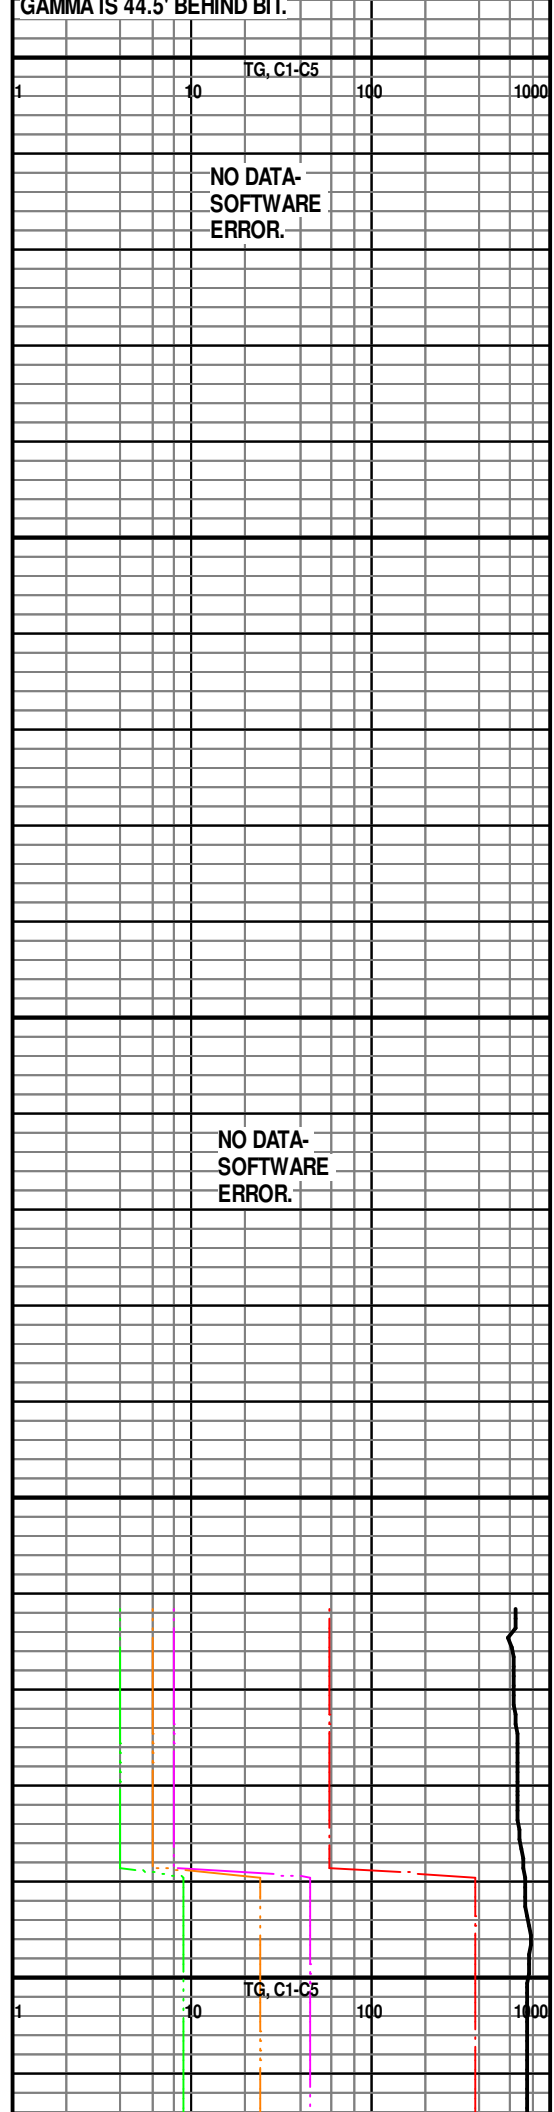 GAMMA IS 44.5' BEHIND BIT.
TG, C1-C5
1 10 100 1000
NO DATA-
SOFTWARE
ERROR.
NO DATA-
SOFTWARE
ERROR.
TG, C1-C5
1 10 100 1000